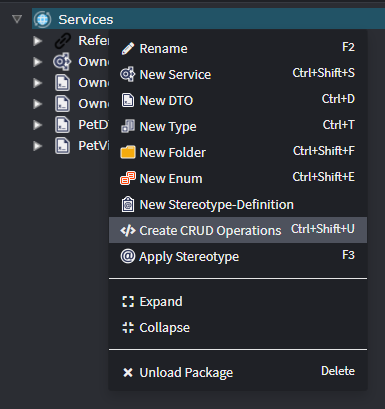 Services
Refer
Owne
Owne
Owne
PetD
PetVi
Rename F2
New Service Ctrl+Shift+S
New DTO Ctrl+D
New Type Ctrl+T
New Folder Ctrl+Shift+F
New Enum Ctrl+Shift+E
New Stereotype-Definition
Create CRUD Operations Ctrl+Shift+U
Apply Stereotype F3
Expand
Collapse
Unload Package Delete